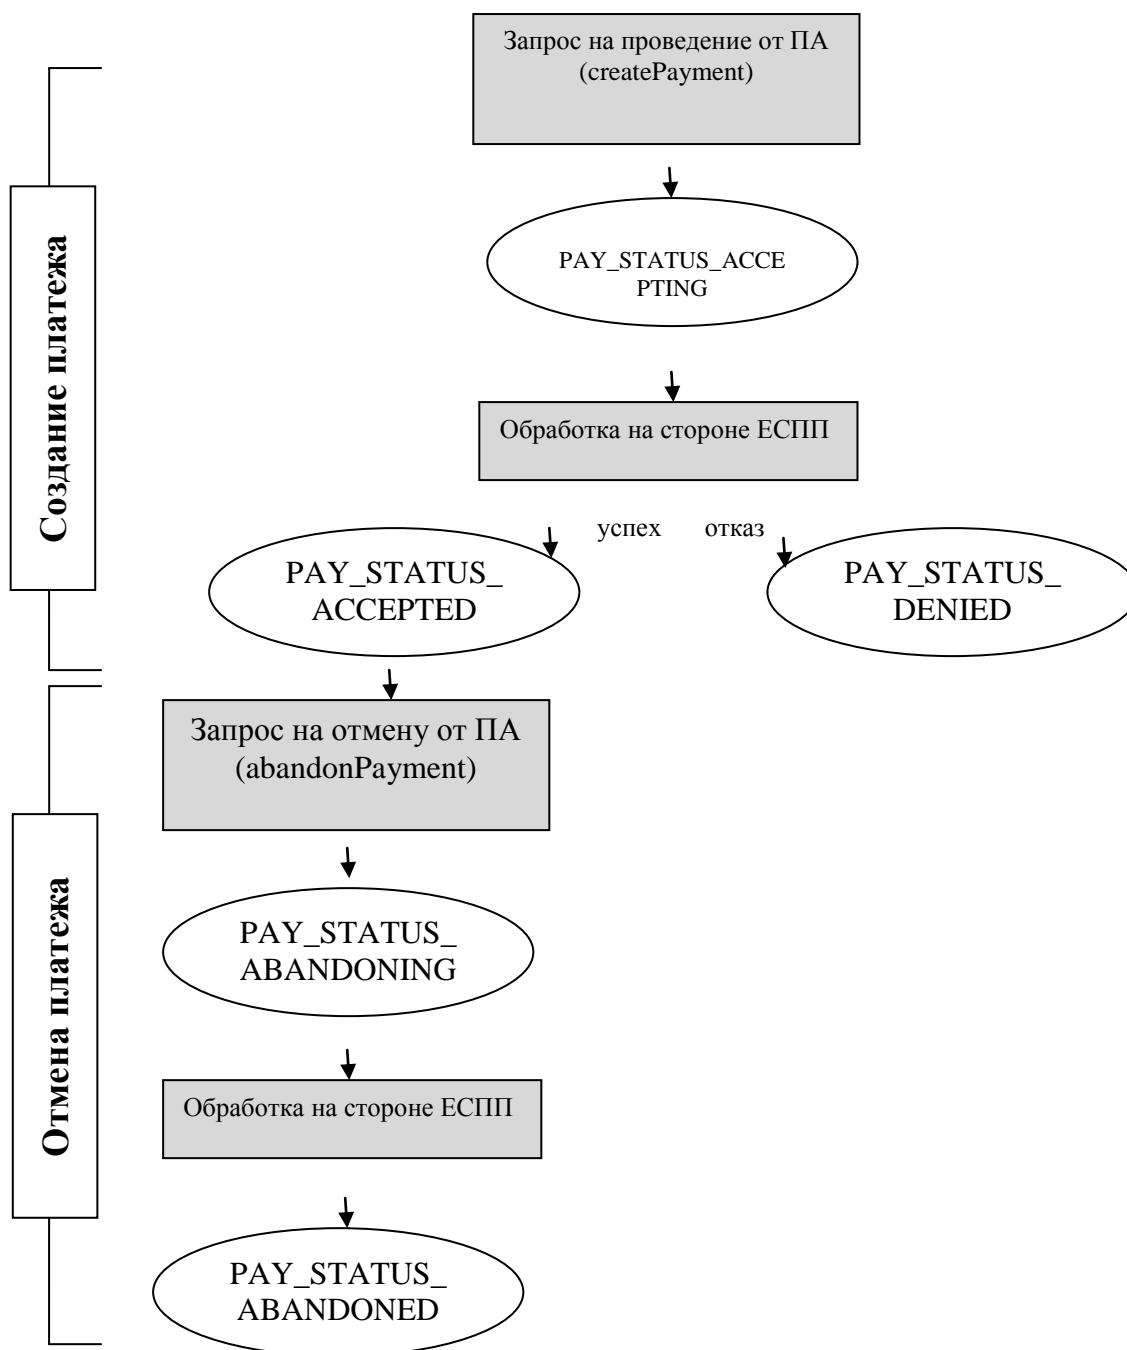 Запрос на проведение от ПА
(createPayment)
Создание платежа
PAY_STATUS_ACCE
PTING
Обработка на стороне ЕСПП
успех отказ
PAY_STATUS_
ACCEPTED
PAY_STATUS_
DENIED
Запрос на отмену от ПА
(abandonPayment)
Отмена платежа
PAY_STATUS_
ABANDONING
Обработка на стороне ЕСПП
PAY_STATUS_
ABANDONED